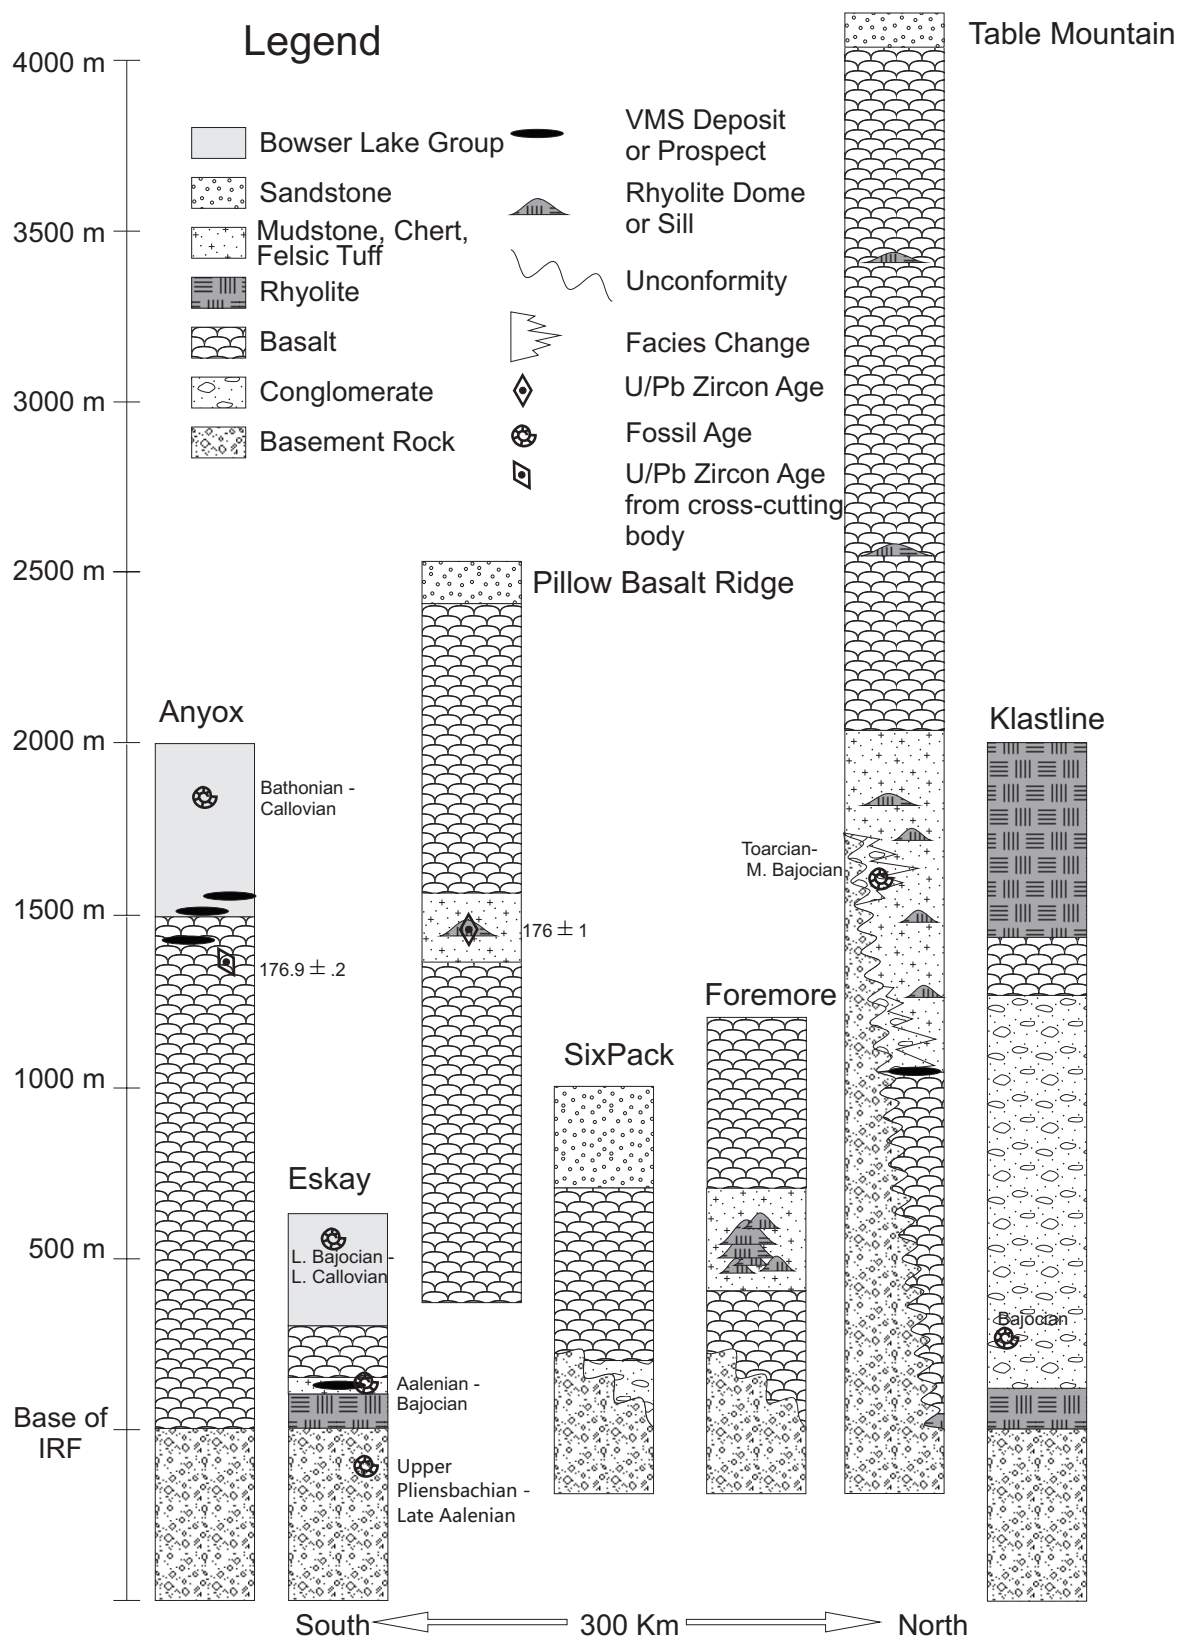 Legend
Table Mountain
4000 m
3500 m
3000 m
2500 m
2000 m
1500 m
1000 m
500 m
Base of
IRF
Bowser Lake Group
Sandstone
Mudstone, Chert,
Felsic Tuff
Rhyolite
Basalt
Conglomerate
Basement Rock
VMS Deposit
or Prospect
Rhyolite Dome
or Sill
Unconformity
Facies Change
U/Pb Zircon Age
Fossil Age
U/Pb Zircon Age
from cross-cutting
body
Pillow Basalt Ridge
Anyox
Klastline
Bathonian -
Callovian
Toarcian-
M. Bajocian
176 ± 1
176.9 ± .2
Foremore
SixPack
Eskay
L. Bajocian -
L. Callovian
Bajocian
Aalenian -
Bajocian
Upper
Pliensbachian -
Late Aalenian
South
300 Km
North